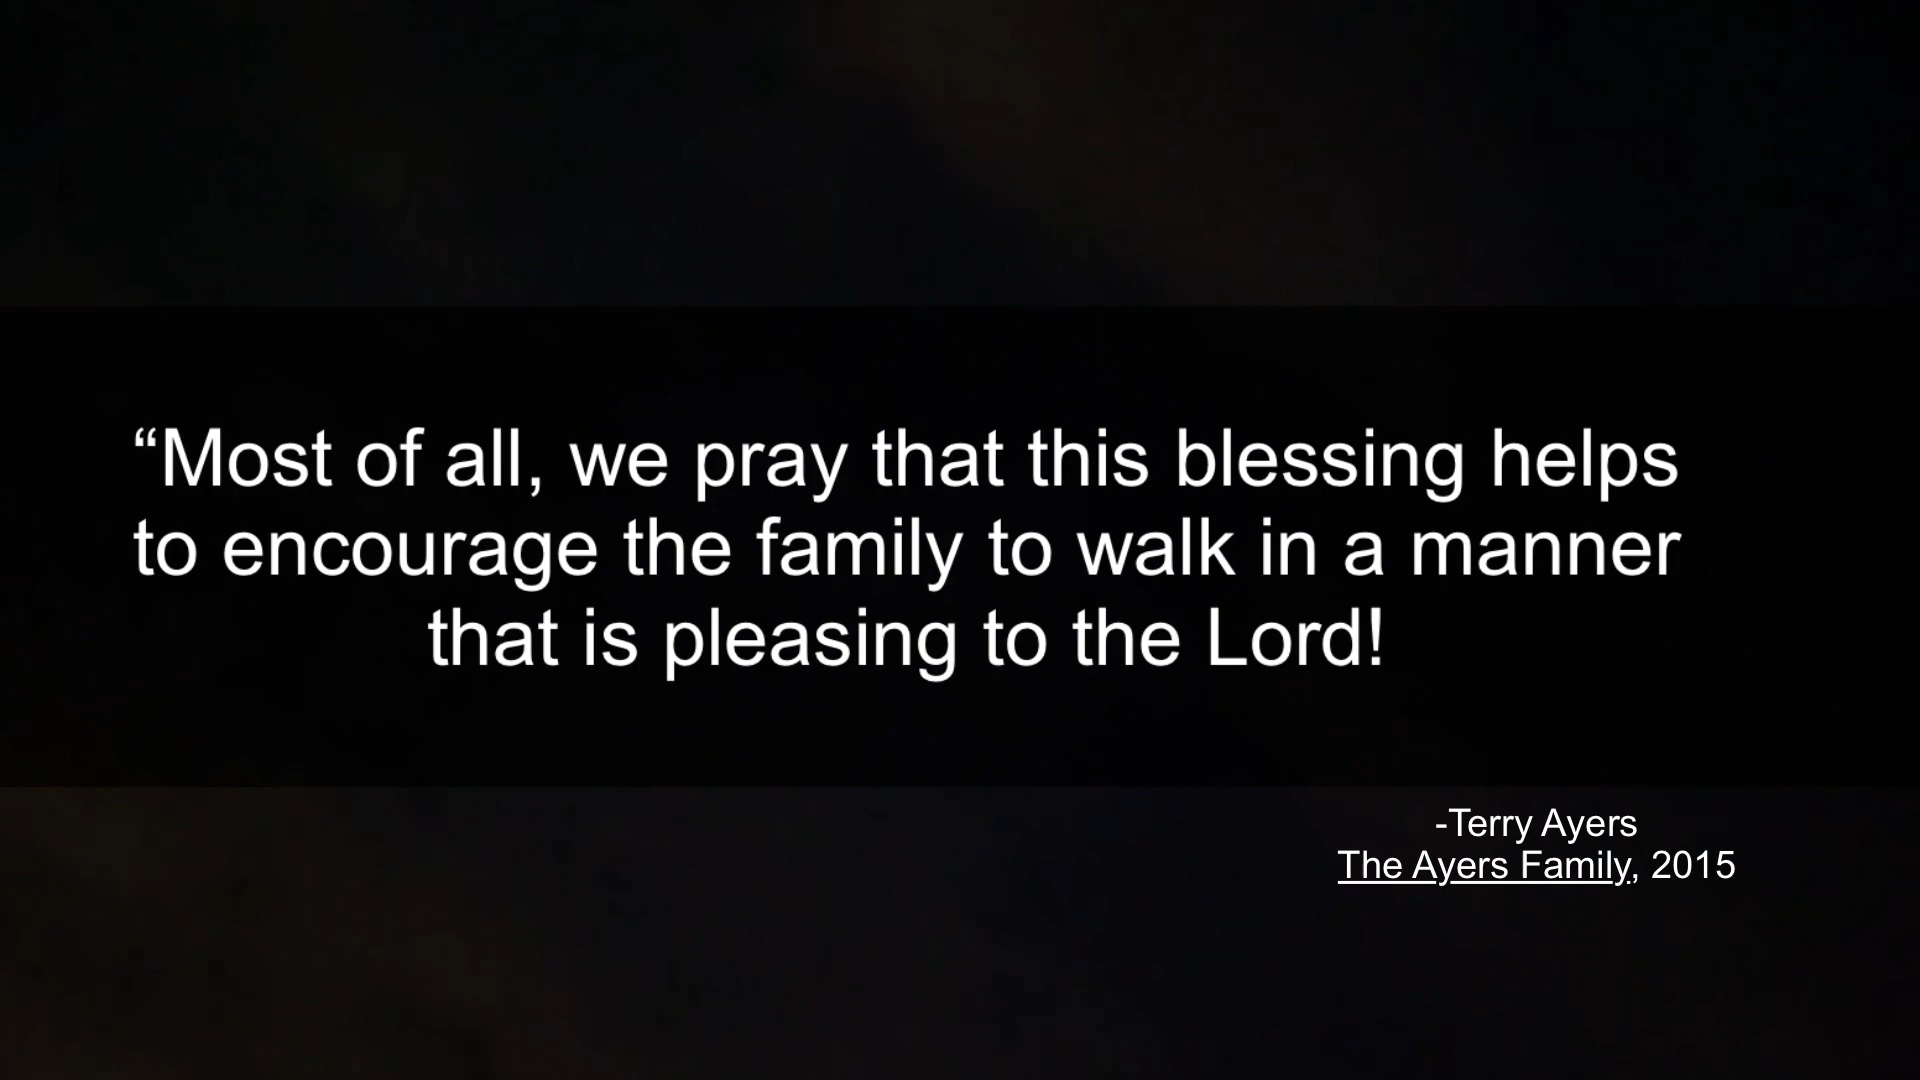 “Most of all, we pray that this blessing helps
to encourage the family to walk in a manner
that is pleasing to the Lord!
-Terry Ayers
The Ayers Family, 2015